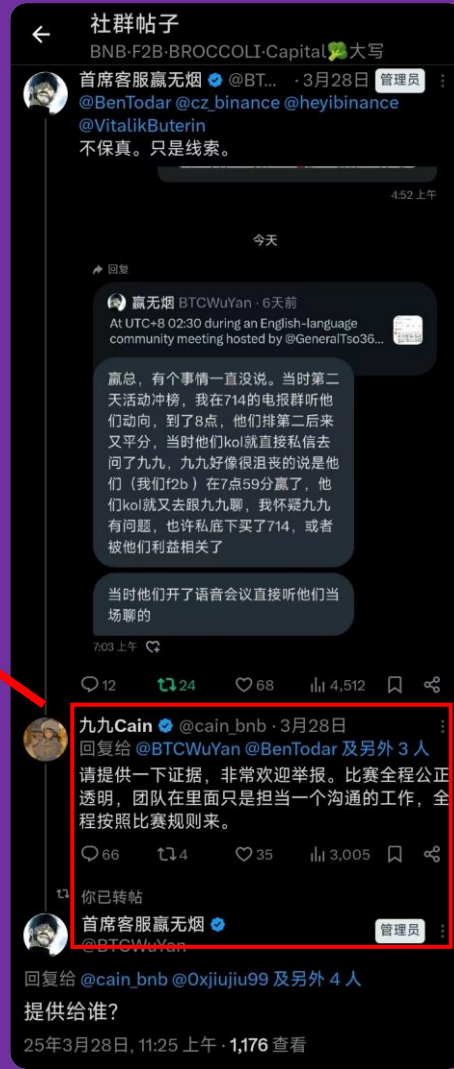 社群帖子
BNB·F2B·BROCCOLI·Capital🥦大写
首席客服嬴无烟 @BT... · 3月28日 管理员
@BenTodar @cz_binance @heyibinance
@VitalikButerin
不保真。只是线索。
4:52 上午
今天
回复
嬴无烟 BTCWuYan · 6天前
At UTC+8 02:30 during an English-language
community meeting hosted by @GeneralTso36...
嬴总，有个事情一直没说。当时第二
天活动冲榜，我在714的电报群听他
们动向，到了8点，他们排第二后来
又平分，当时他们kol就直接私信去
问了九九，九九好像很沮丧的说是他
们（我们f2b）在7点59分赢了，他
们kol就又去跟九九聊，我怀疑九九
有问题，也许私底下买了714，或者
被他们利益相关了
当时他们开了语音会议直接听他们当
场聊的
7:03 上午
12 24 68 4,512
九九Cain @cain_bnb · 3月28日
回复给 @BTCWuYan @BenTodar 及另外 3 人
请提供一下证据，非常欢迎举报。比赛全程公正
透明，团队在里面只是担当一个沟通的工作，全
程按照比赛规则来。
66 4 35 3,005
你已转帖
首席客服嬴无烟 管理员
@BTCWuYan
回复给 @cain_bnb @0xjiujiu99 及另外 4 人
提供给谁？
25年3月28日, 11:25 上午 · 1,176 查看